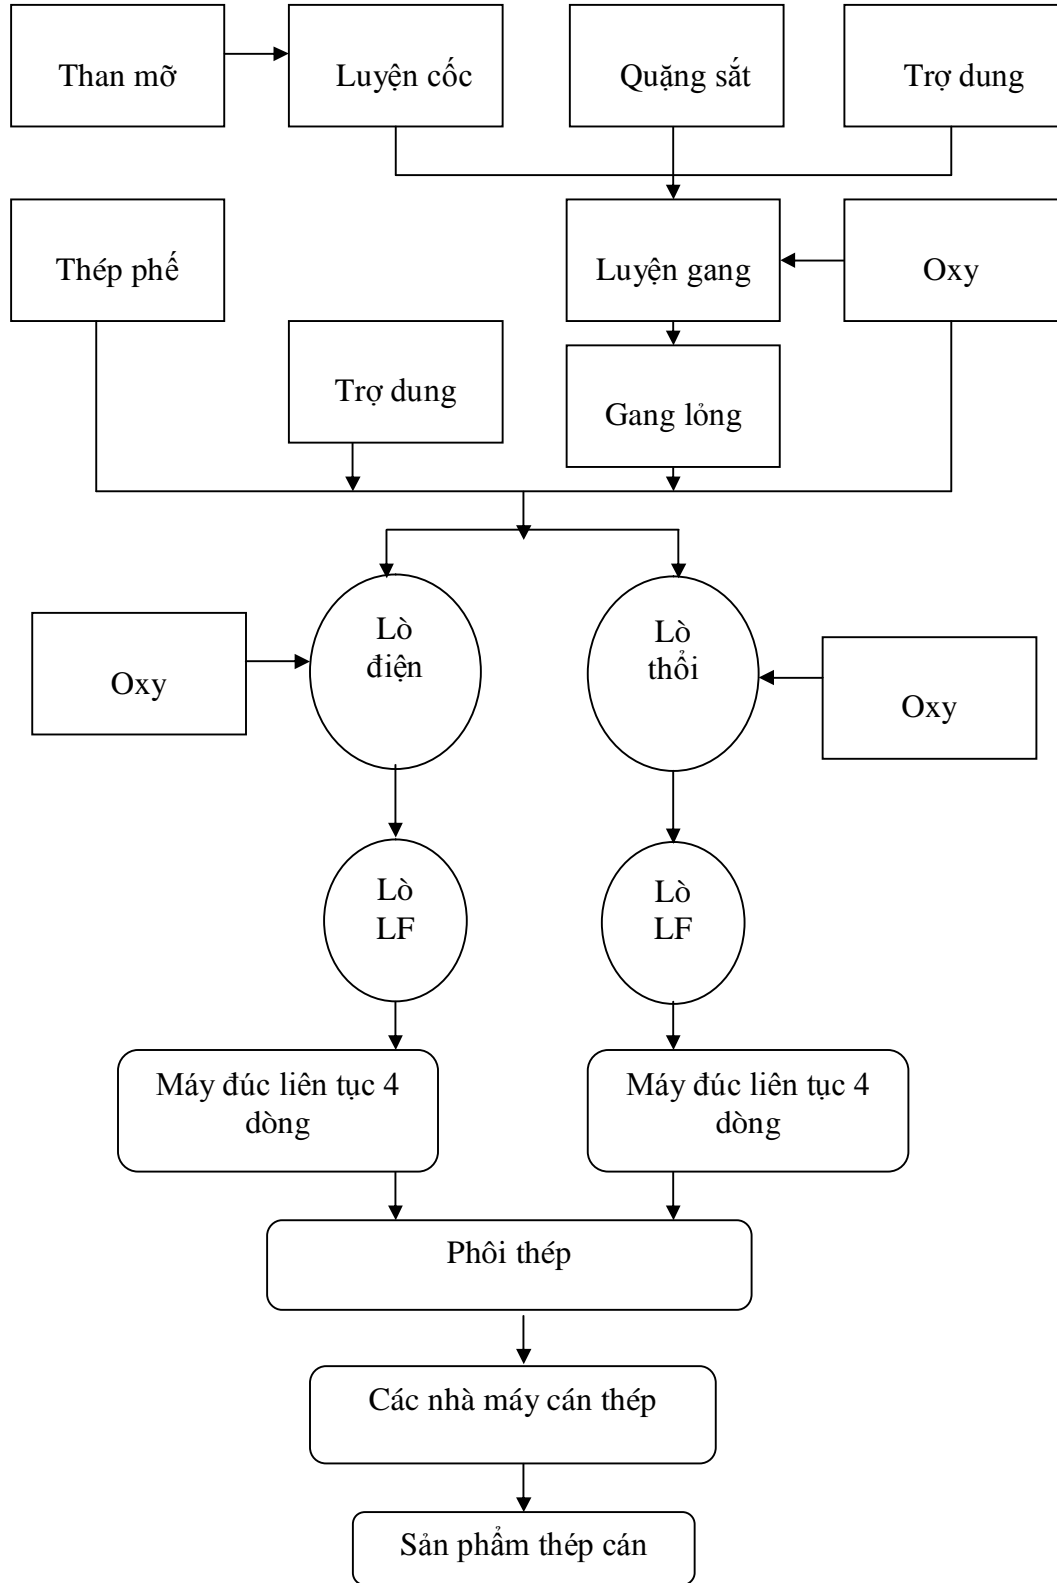 Than mỡ
Luyện cốc
Quặng sắt
Trợ dung
Thép phế
Luyện gang
Oxy
Trợ dung
Gang lỏng
Lò
điện
Lò
thổi
Oxy
Oxy
Lò
LF
Lò
LF
Máy đúc liên tục 4
dòng
Máy đúc liên tục 4
dòng
Phôi thép
Các nhà máy cán thép
Sản phẩm thép cán